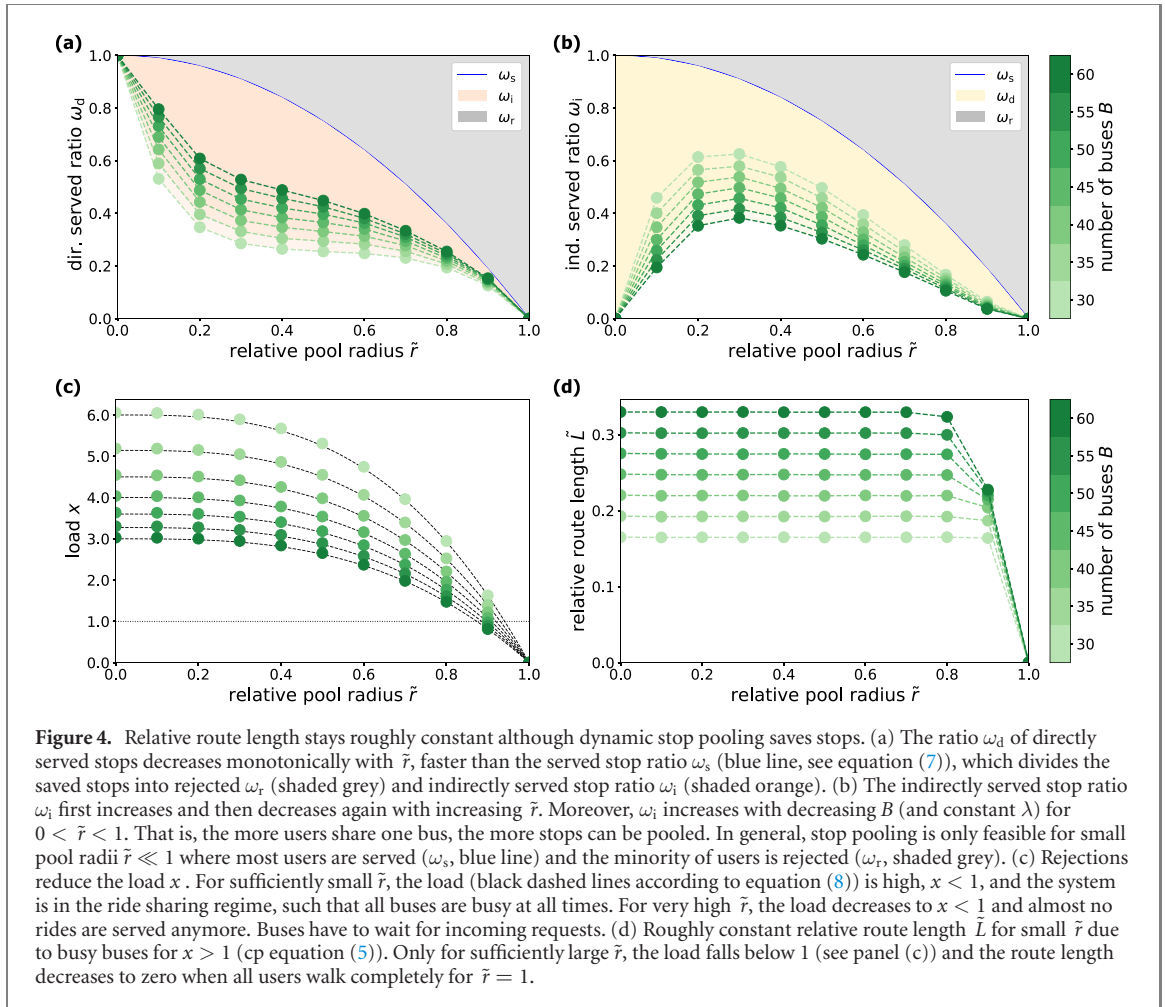 (a)
1.0
0.8
0.6
0.4
0.2
0.0
dir. served ratio ωd
ωs
ωi
ωr
0.0 0.2 0.4 0.6 0.8 1.0
relative pool radius r̃
(b)
1.0
0.8
0.6
0.4
0.2
0.0
ind. served ratio ωi
ωs
ωd
ωr
0.0 0.2 0.4 0.6 0.8 1.0
relative pool radius r̃
60
55
50
45
40
35
30
number of buses B
(c)
6.0
5.0
4.0
3.0
2.0
1.0
0.0
load x
0.0 0.2 0.4 0.6 0.8 1.0
relative pool radius r̃
(d)
0.3
0.2
0.1
0.0
relative route length L̃
0.0 0.2 0.4 0.6 0.8 1.0
relative pool radius r̃
60
55
50
45
40
35
30
number of buses B
Figure 4. Relative route length stays roughly constant although dynamic stop pooling saves stops. (a) The ratio ωd of directly
served stops decreases monotonically with r̃, faster than the served stop ratio ωs (blue line, see equation (7)), which divides the
saved stops into rejected ωr (shaded grey) and indirectly served stop ratio ωi (shaded orange). (b) The indirectly served stop ratio
ωi first increases and then decreases again with increasing r̃. Moreover, ωi increases with decreasing B (and constant λ) for
0 < r̃ < 1. That is, the more users share one bus, the more stops can be pooled. In general, stop pooling is only feasible for small
pool radii r̃ ≪ 1 where most users are served (ωs, blue line) and the minority of users is rejected (ωr, shaded grey). (c) Rejections
reduce the load x . For sufficiently small r̃, the load (black dashed lines according to equation (8)) is high, x < 1, and the system
is in the ride sharing regime, such that all buses are busy at all times. For very high r̃, the load decreases to x < 1 and almost no
rides are served anymore. Buses have to wait for incoming requests. (d) Roughly constant relative route length L̃ for small r̃ due
to busy buses for x > 1 (cp equation (5)). Only for sufficiently large r̃, the load falls below 1 (see panel (c)) and the route length
decreases to zero when all users walk completely for r̃ = 1.